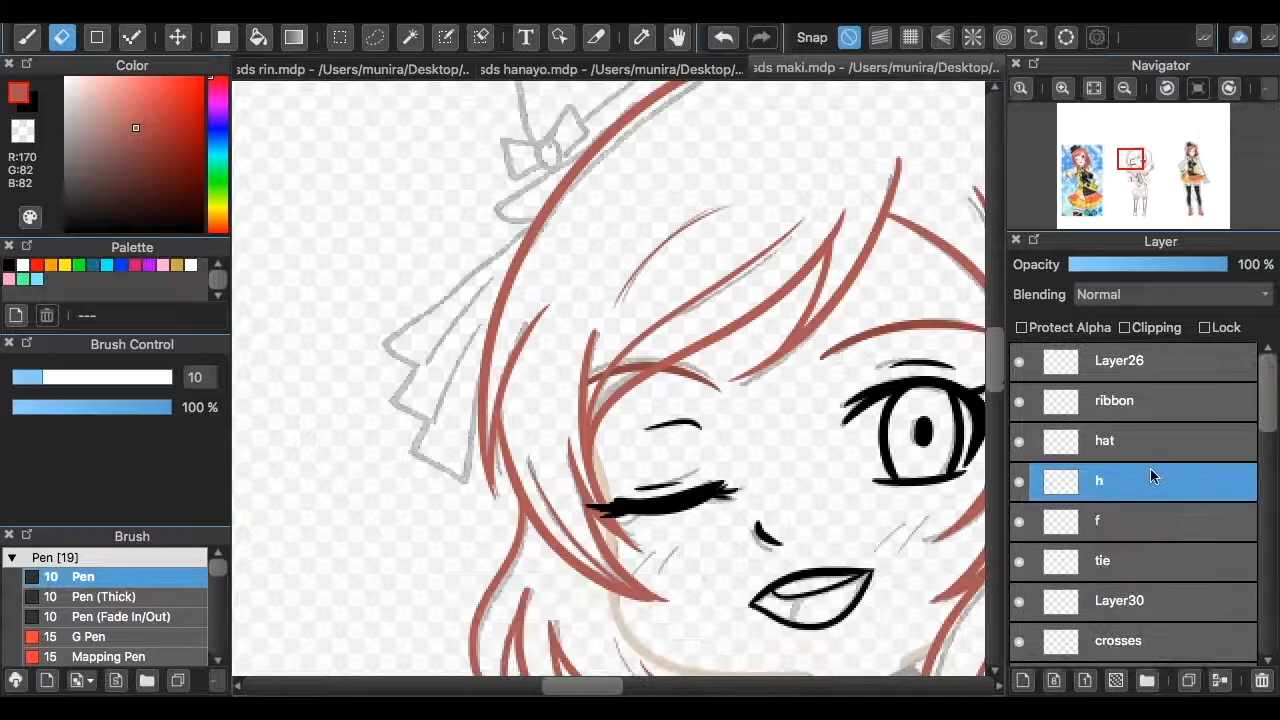 T
Snap
Color
sds rin.mdp - /Users/munira/Desktop/..
sds hanayo.mdp - /Users/munira/Desktop/...
sds maki.mdp - /Users/munira/Desktop/...
Navigator
R:170
G:82
B:82
Palette
---
Brush Control
10
100 %
Brush
Pen [19]
10 Pen
10 Pen (Thick)
10 Pen (Fade In/Out)
15 G Pen
15 Mapping Pen
Layer
Opacity 100 %
Blending Normal
Protect Alpha Clipping Lock
Layer26
ribbon
hat
h
f
tie
Layer30
crosses